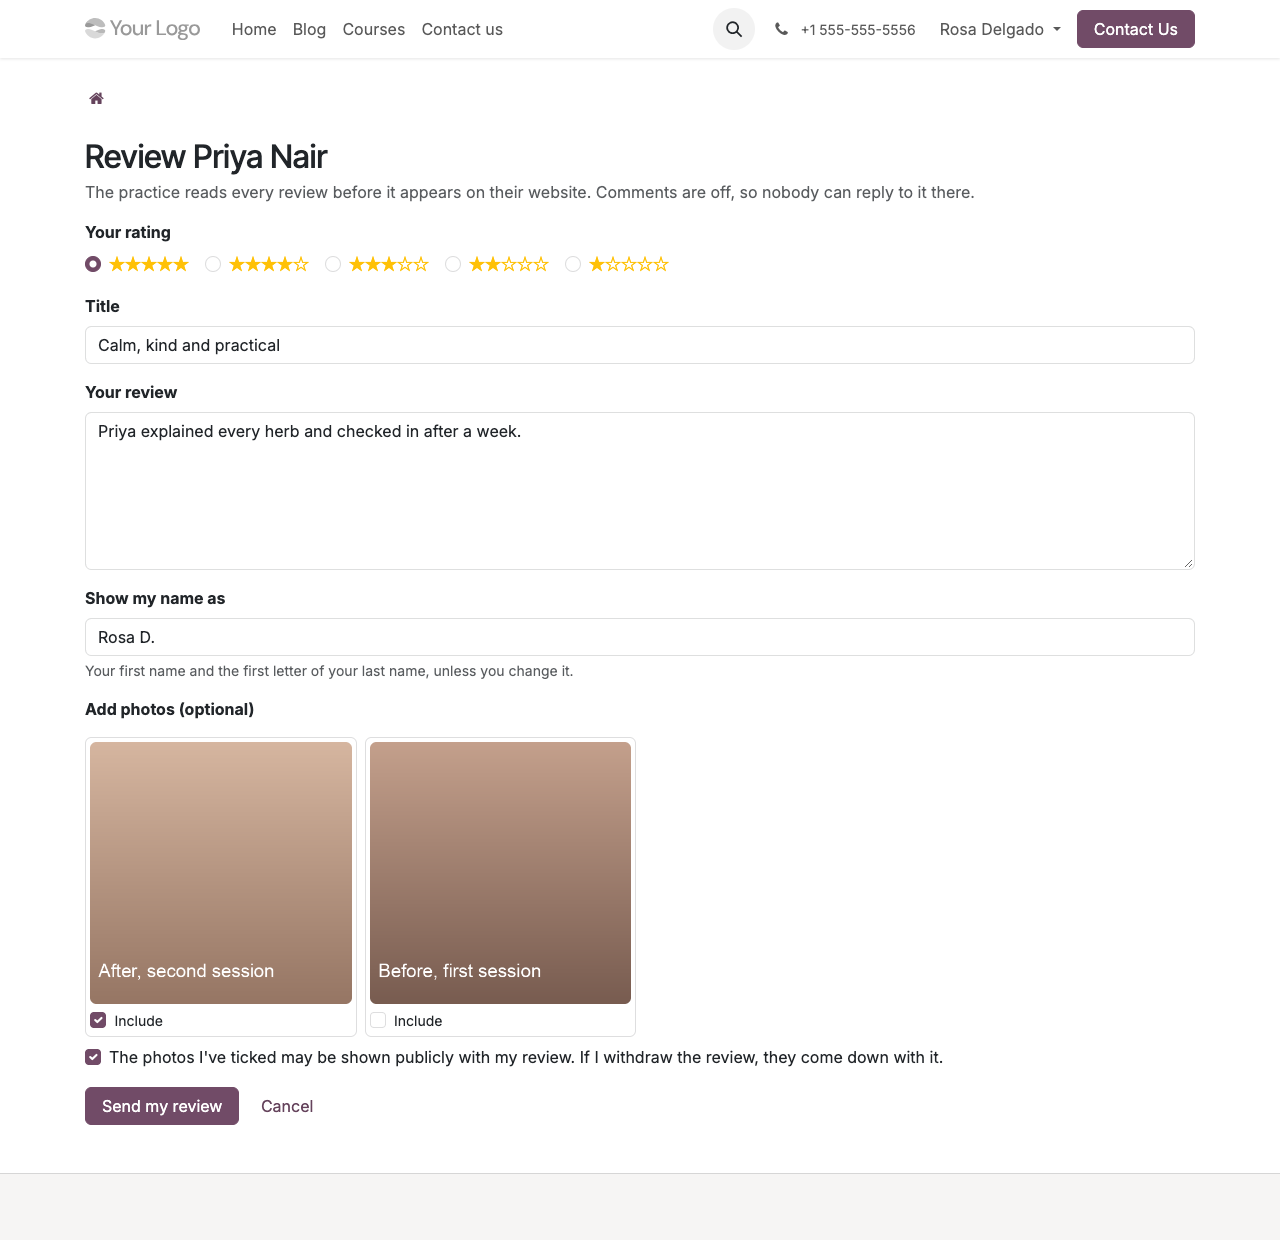 Your Logo
Home Blog Courses Contact us
+1 555-555-5556
Rosa Delgado
Contact Us
Review Priya Nair
The practice reads every review before it appears on their website. Comments are off, so nobody can reply to it there.
Your rating
Title
Calm, kind and practical
Your review
Priya explained every herb and checked in after a week.
Show my name as
Rosa D.
Your first name and the first letter of your last name, unless you change it.
Add photos (optional)
After, second session
Before, first session
Include
Include
The photos I've ticked may be shown publicly with my review. If I withdraw the review, they come down with it.
Send my review
Cancel